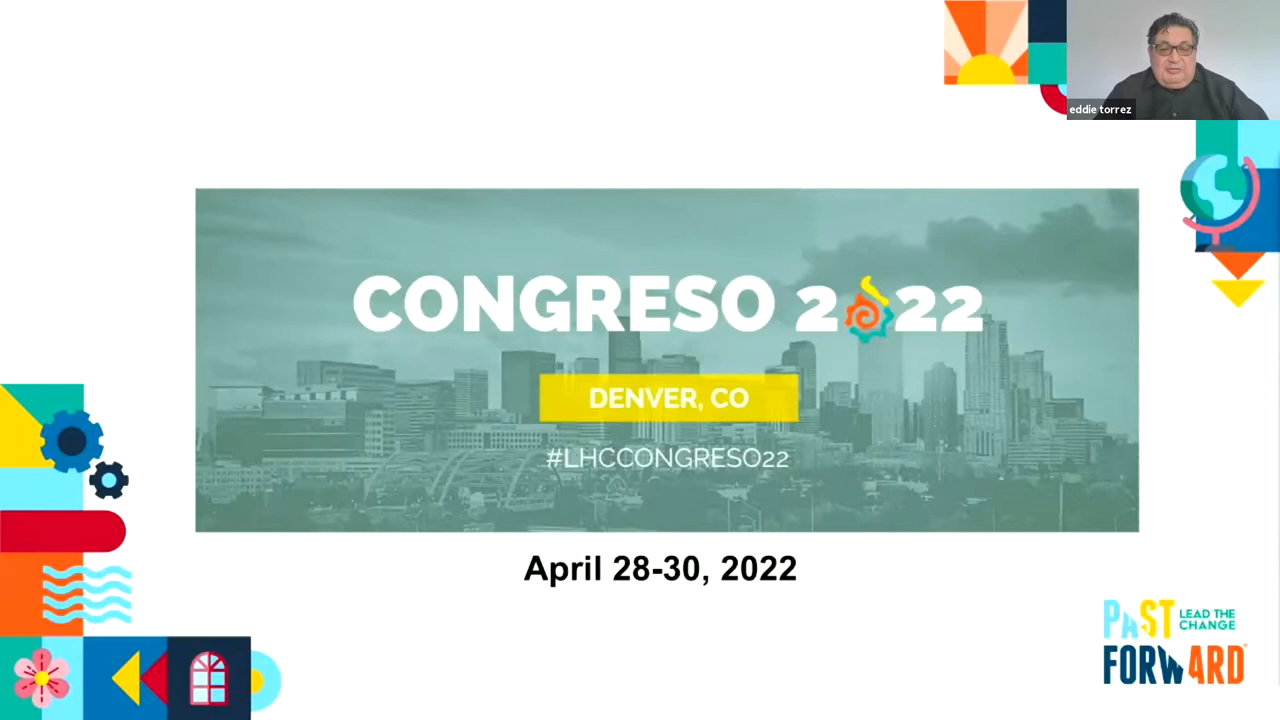 eddie torrez
CONGRESO 2022
DENVER, CO
#LHCCONGRESO22
April 28-30, 2022
PAST LEAD THE
CHANGE
FORWARD